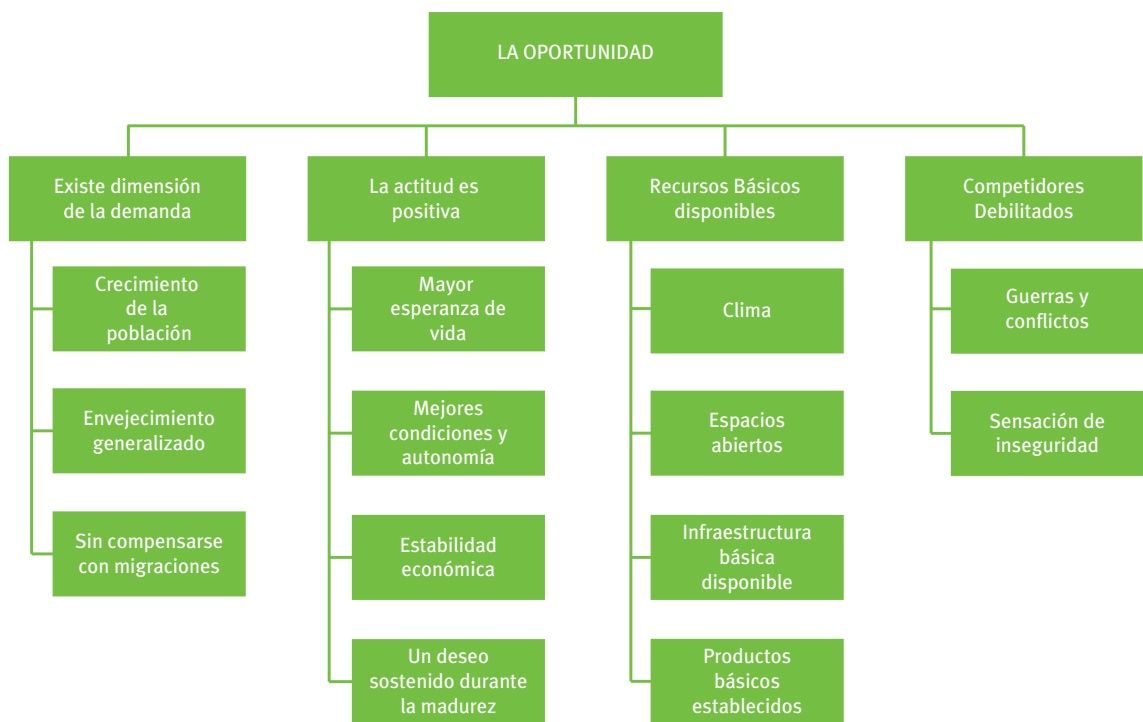 LA OPORTUNIDAD
Existe dimensión
de la demanda
Crecimiento
de la
población
Envejecimiento
generalizado
Sin compensarse
con migraciones
La actitud es
positiva
Mayor
esperanza de
vida
Mejores
condiciones y
autonomía
Estabilidad
económica
Un deseo
sostenido durante
la madurez
Recursos Básicos
disponibles
Clima
Espacios
abiertos
Infraestructura
básica
disponible
Productos
básicos
establecidos
Competidores
Debilitados
Guerras y
conflictos
Sensación de
inseguridad